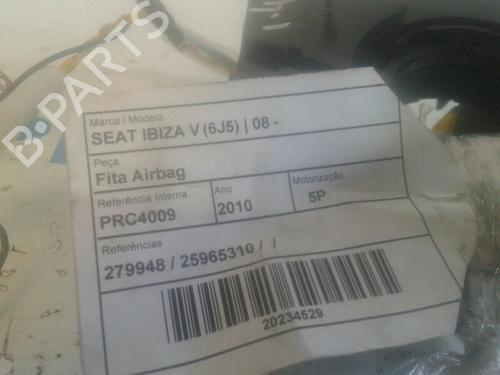 B-PARTS
Marca / Modelo
SEAT IBIZA V (6J5) | 08 -
Peça
Fita Airbag
Referência Interna
PRC4009
Ano
2010
Motorização
5P
Referências
279948 / 25965310 / /
20234529